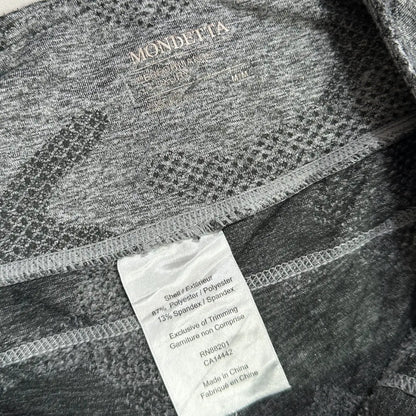 MONDETTA
M/M
Shell / Extérieur
87% Polyester / Polyester
13% Spandex / Spandex
Exclusive of Trimming
Garniture non Comprise
RN88201
CA14442
Made in China
Fabriqué en Chine